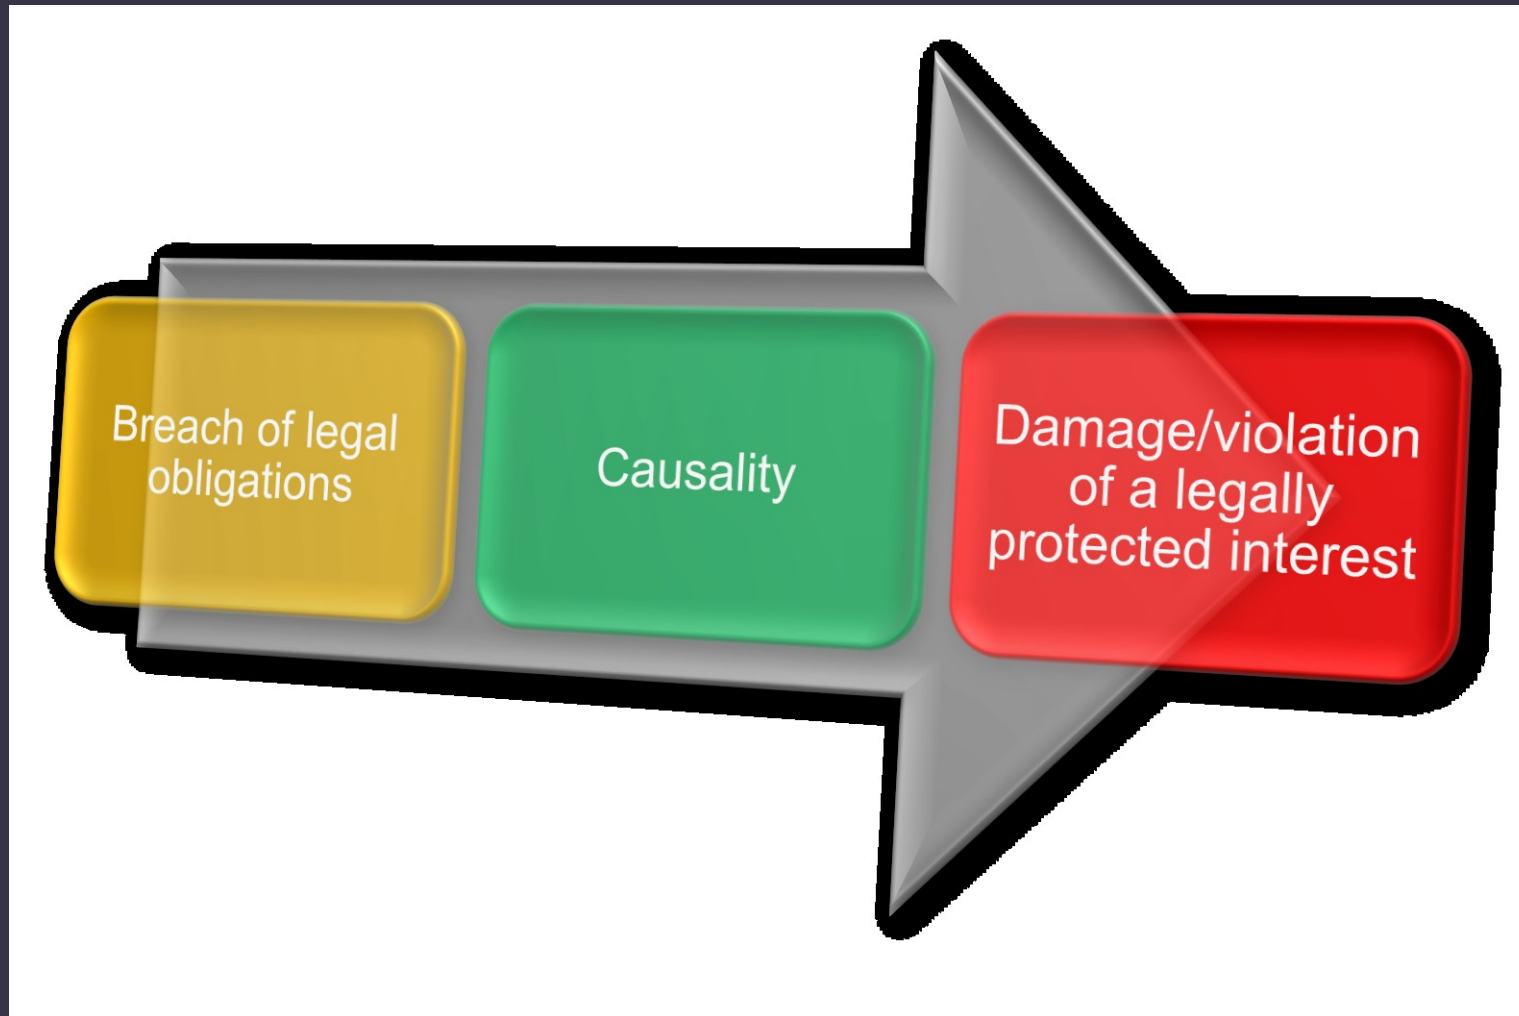 Breach of legal
obligations
Causality
Damage/violation
of a legally
protected interest